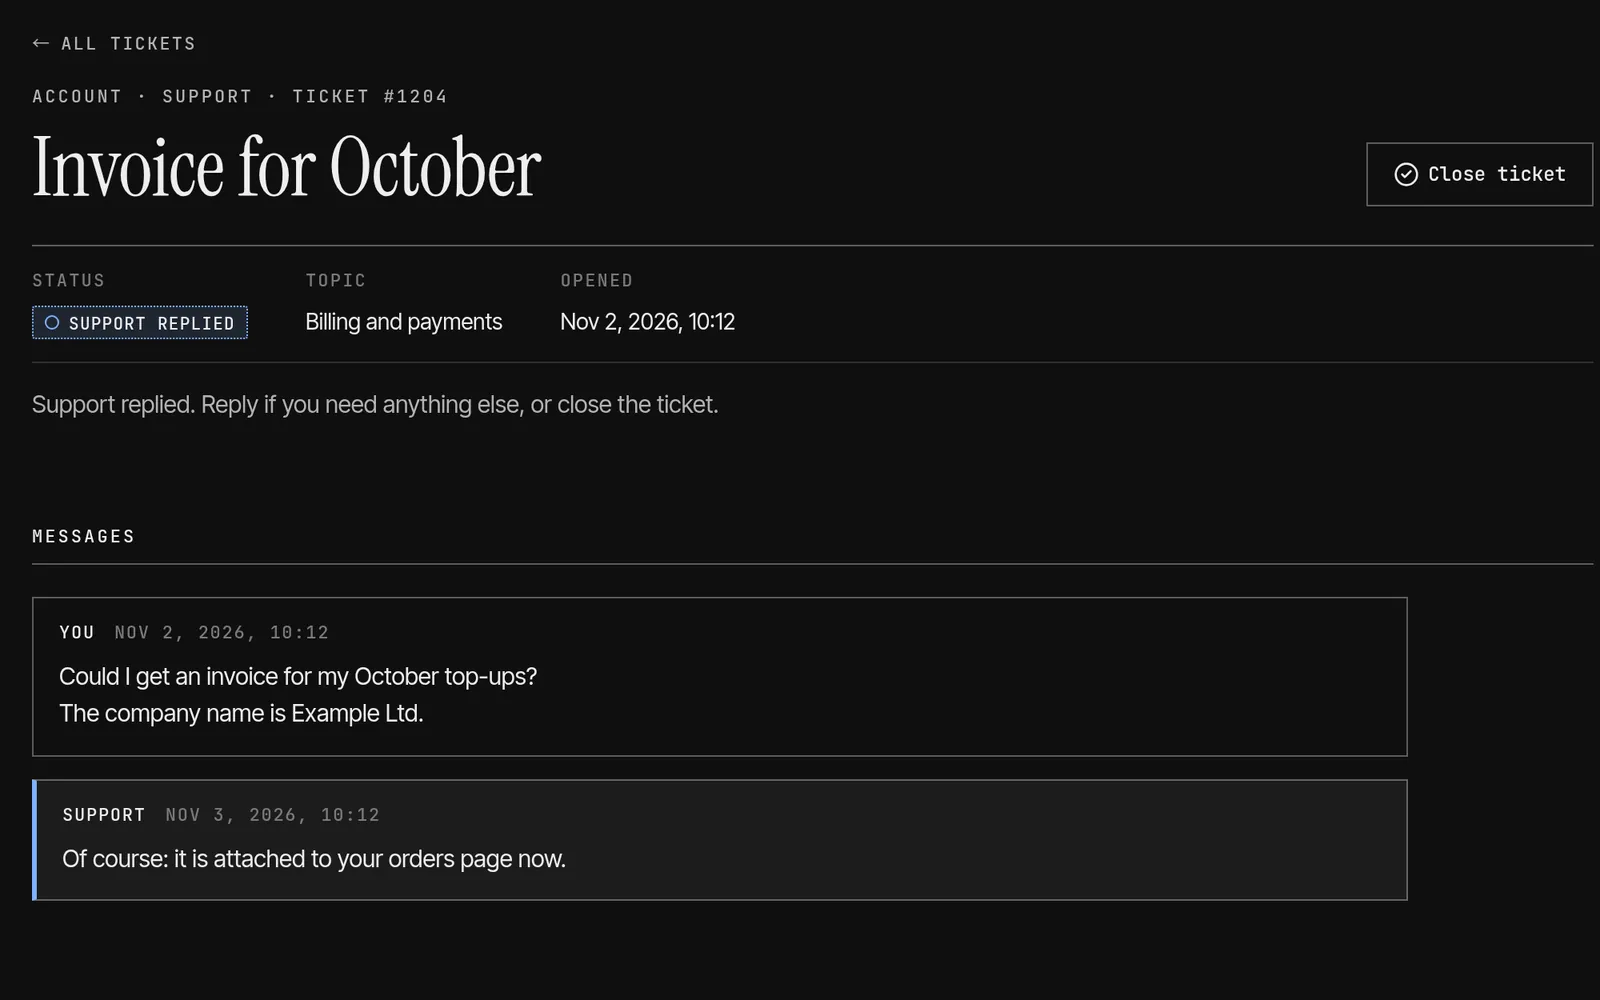 ← ALL TICKETS
ACCOUNT · SUPPORT · TICKET #1204
Invoice for October
Close ticket
STATUS
TOPIC
OPENED
SUPPORT REPLIED
Billing and payments
Nov 2, 2026, 10:12
Support replied. Reply if you need anything else, or close the ticket.
MESSAGES
YOU NOV 2, 2026, 10:12
Could I get an invoice for my October top-ups?
The company name is Example Ltd.
SUPPORT NOV 3, 2026, 10:12
Of course: it is attached to your orders page now.